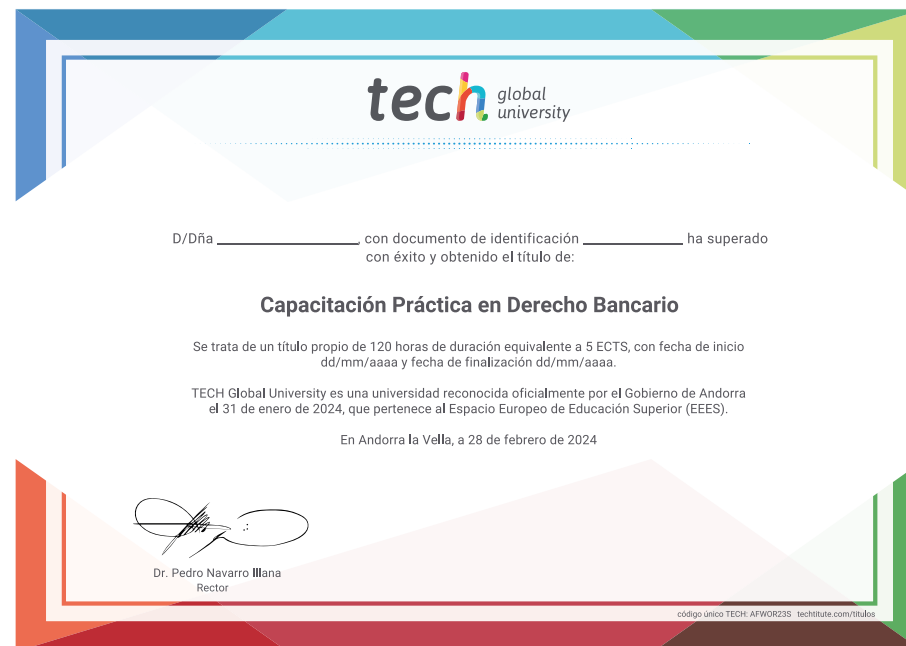 tech global university
D/Dña ____________, con documento de identificación ____________ ha superado
con éxito y obtenido el título de:
Capacitación Práctica en Derecho Bancario
Se trata de un título propio de 120 horas de duración equivalente a 5 ECTS, con fecha de inicio
dd/mm/aaaa y fecha de finalización dd/mm/aaaa.
TECH Global University es una universidad reconocida oficialmente por el Gobierno de Andorra
el 31 de enero de 2024, que pertenece al Espacio Europeo de Educación Superior (EEES).
En Andorra la Vella, a 28 de febrero de 2024
Dr. Pedro Navarro Illana
Rector
código único TECH: AFWOR23S techtitute.com/titulos